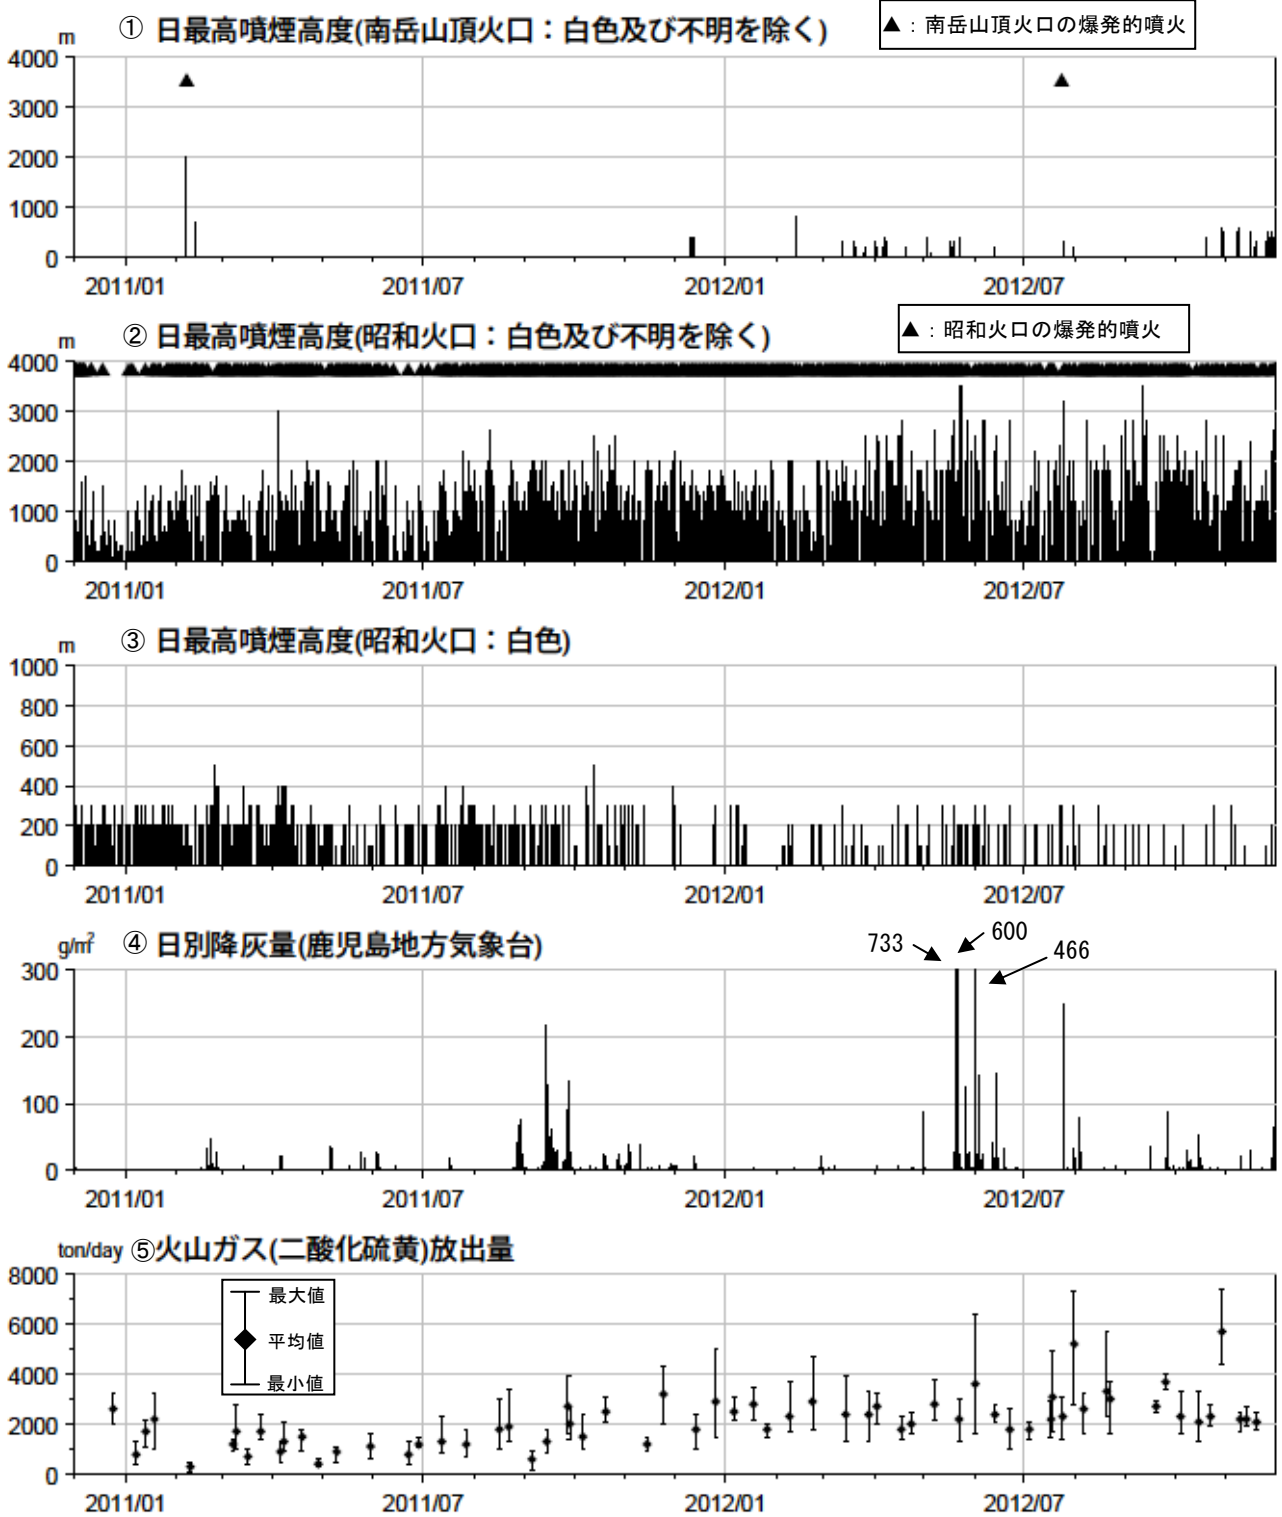 ① 日最高噴煙高度(南岳山頂火口：白色及び不明を除く)
▲：南岳山頂火口の爆発的噴火
m
4000
3000
2000
1000
0
2011/01 2011/07 2012/01 2012/07
② 日最高噴煙高度(昭和火口：白色及び不明を除く)
▲：昭和火口の爆発的噴火
m
4000
3000
2000
1000
0
2011/01 2011/07 2012/01 2012/07
③ 日最高噴煙高度(昭和火口：白色)
m
1000
800
600
400
200
0
2011/01 2011/07 2012/01 2012/07
④ 日別降灰量(鹿児島地方気象台)
g/㎡
733 600
466
300
200
100
0
2011/01 2011/07 2012/01 2012/07
ton/day ⑤火山ガス(二酸化硫黄)放出量
8000
6000
4000
2000
0
最大値
平均値
最小値
2011/01 2011/07 2012/01 2012/07